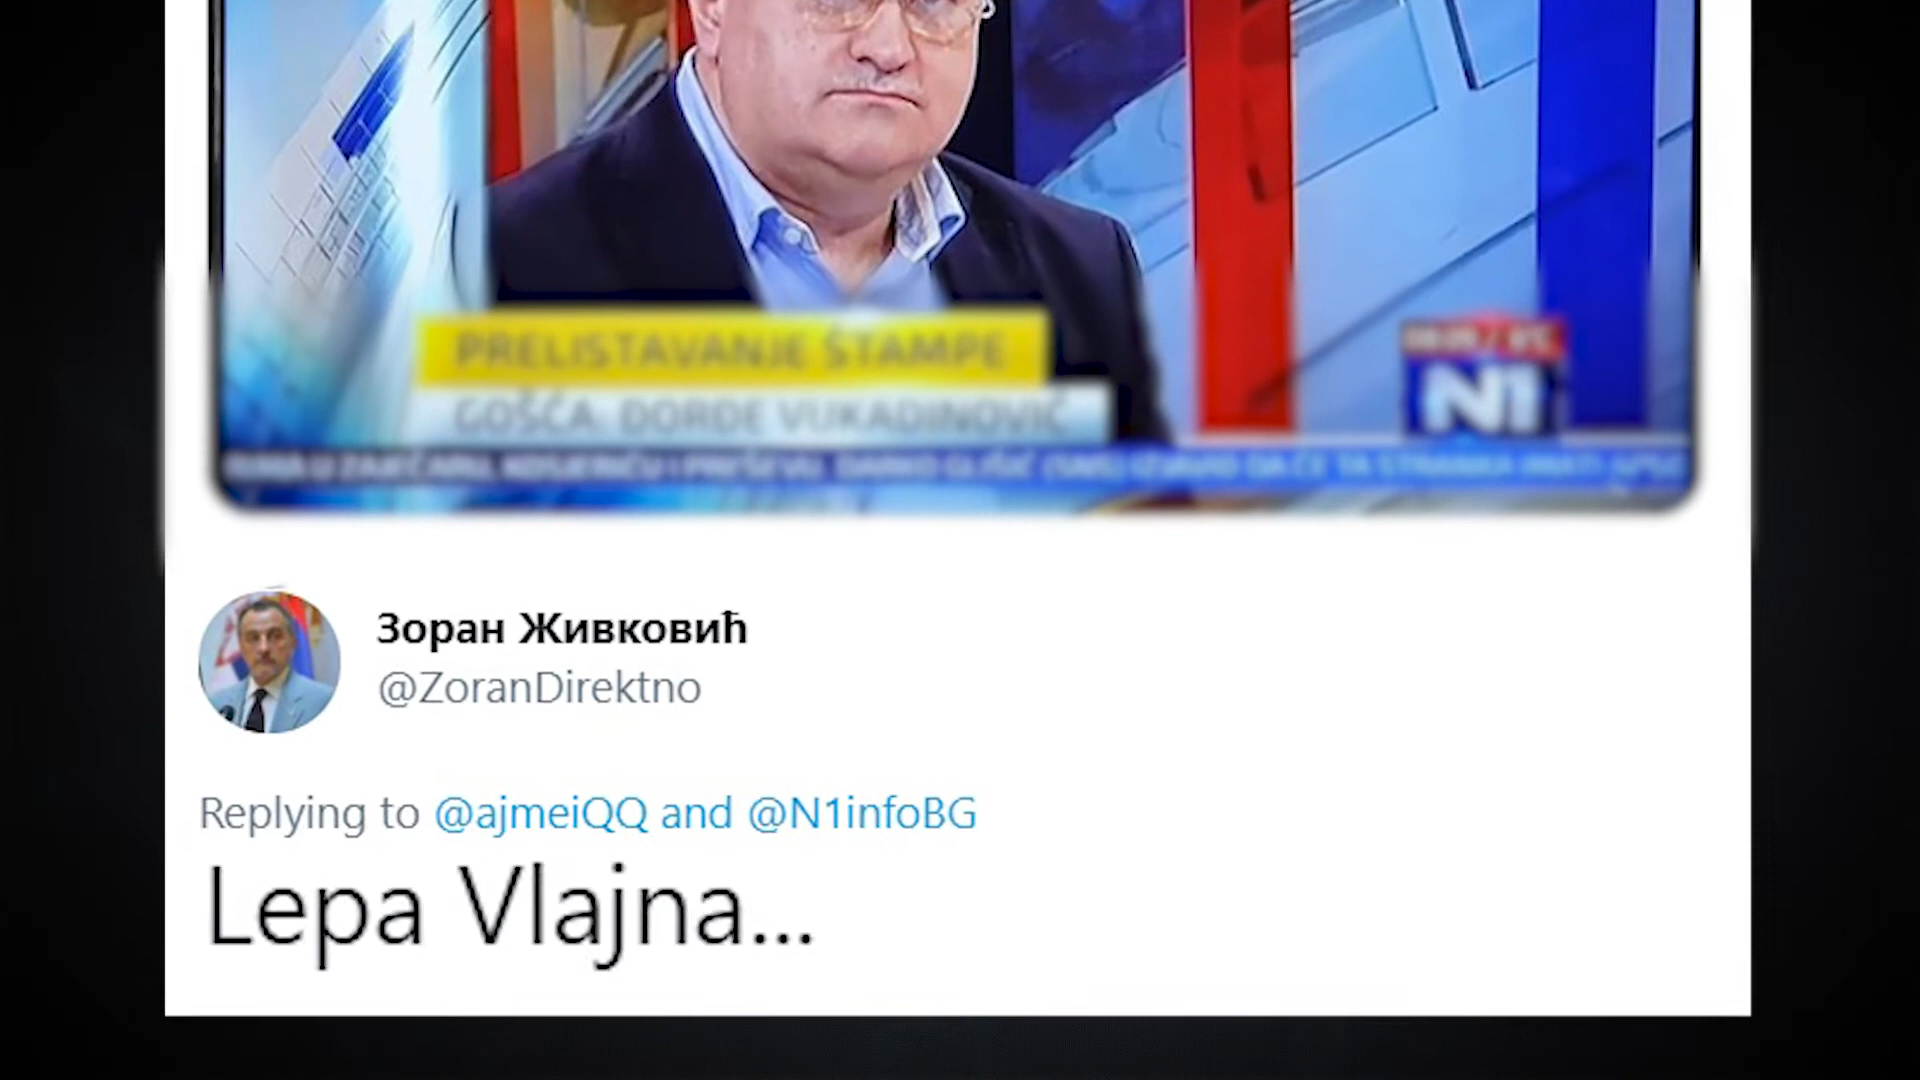 PRELISTAVANJE ŠTAMPE
N1
GOŠĆA: ĐORĐE VUKADINOVIĆ
Зоран Живковић
@ZoranDirektno
Replying to @ajmeiQQ and @N1infoBG
Lepa Vlajna...